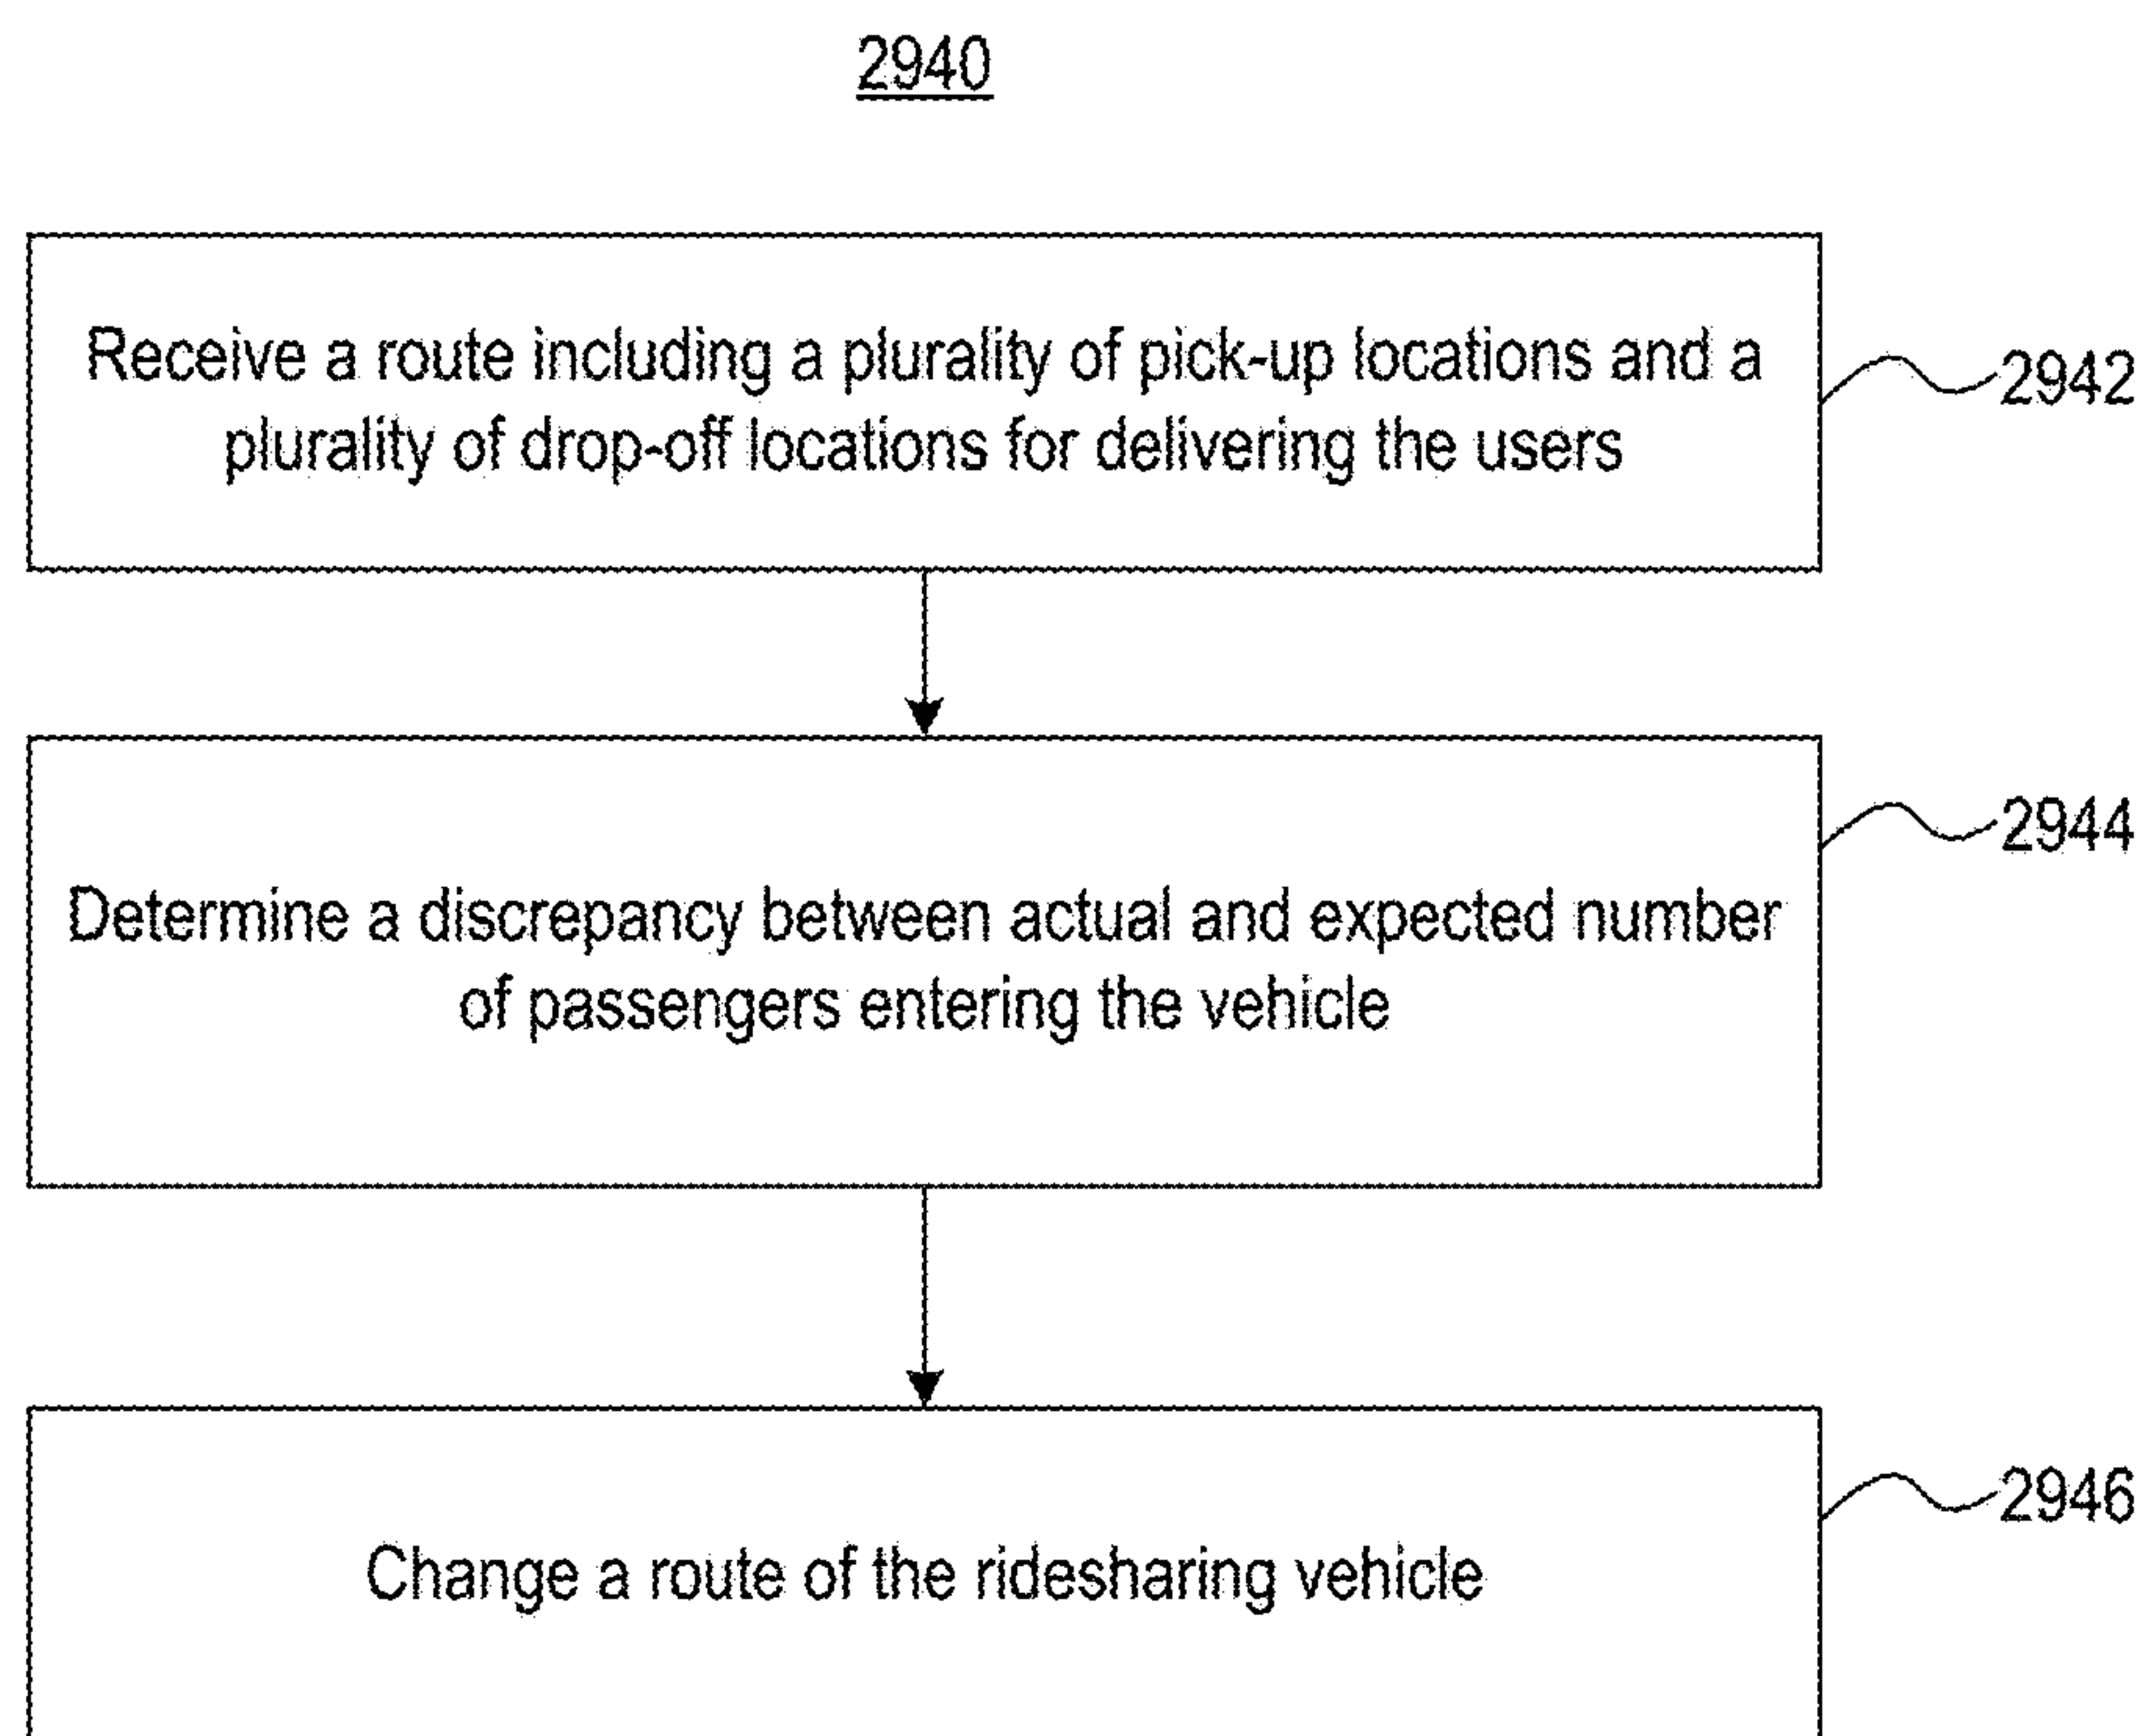 2940
Receive a route including a plurality of pick-up locations and a
plurality of drop-off locations for delivering the users
2942
Determine a discrepancy between actual and expected number
of passengers entering the vehicle
2944
Change a route of the ridesharing vehicle
2946